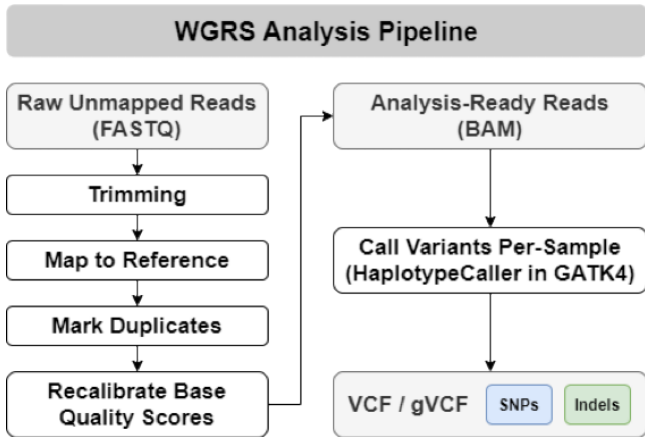 WGRS Analysis Pipeline
Raw Unmapped Reads
(FASTQ)
Trimming
Map to Reference
Mark Duplicates
Recalibrate Base
Quality Scores
Analysis-Ready Reads
(BAM)
Call Variants Per-Sample
(HaplotypeCaller in GATK4)
VCF / gVCF
SNPs
Indels